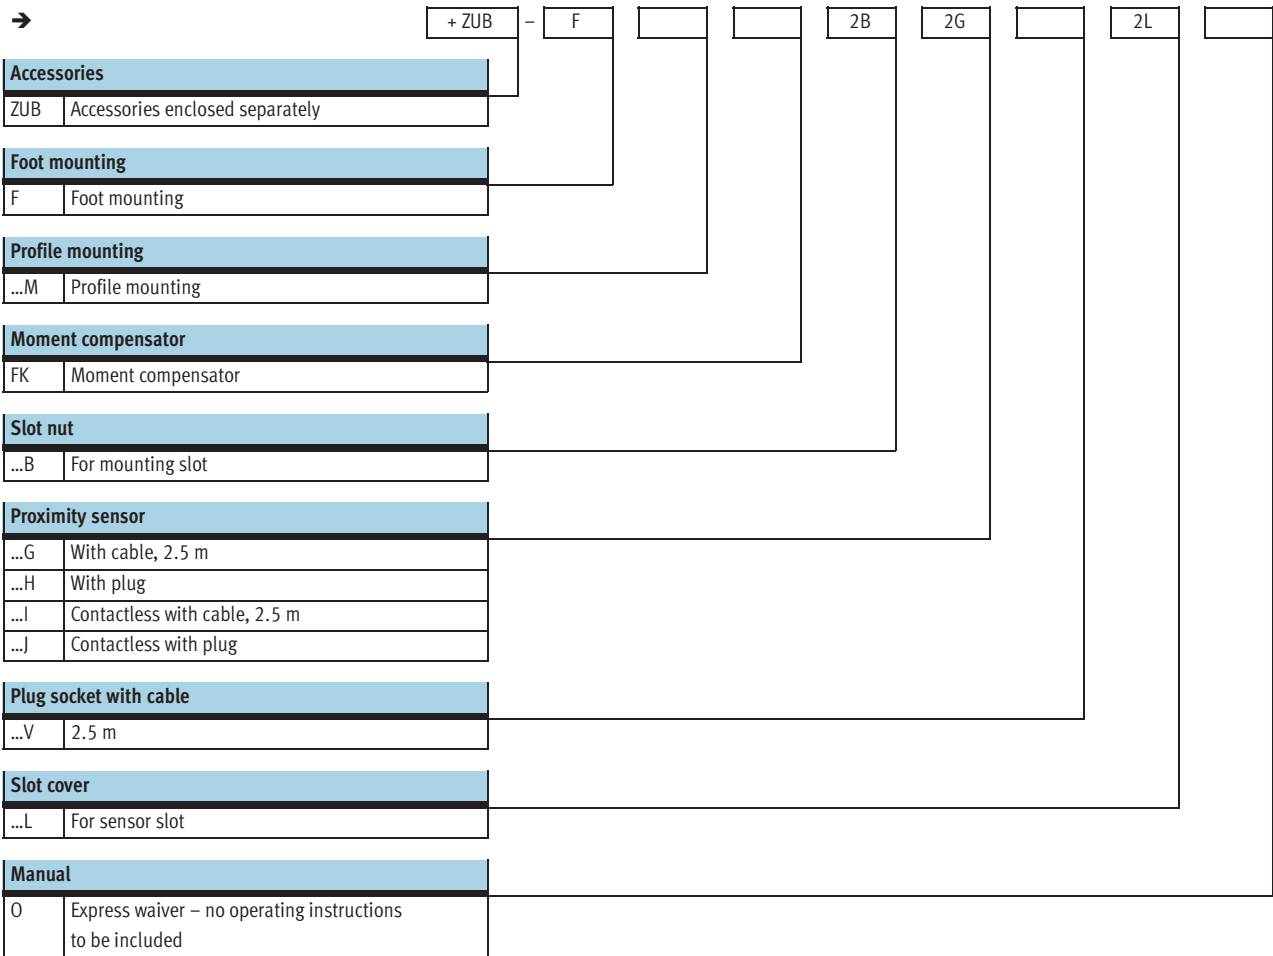 ➔ + ZUB – F 2B 2G 2L
Accessories
ZUB Accessories enclosed separately
Foot mounting
F Foot mounting
Profile mounting
...M Profile mounting
Moment compensator
FK Moment compensator
Slot nut
...B For mounting slot
Proximity sensor
...G With cable, 2.5 m
...H With plug
...I Contactless with cable, 2.5 m
...J Contactless with plug
Plug socket with cable
...V 2.5 m
Slot cover
...L For sensor slot
Manual
O Express waiver – no operating instructions
to be included